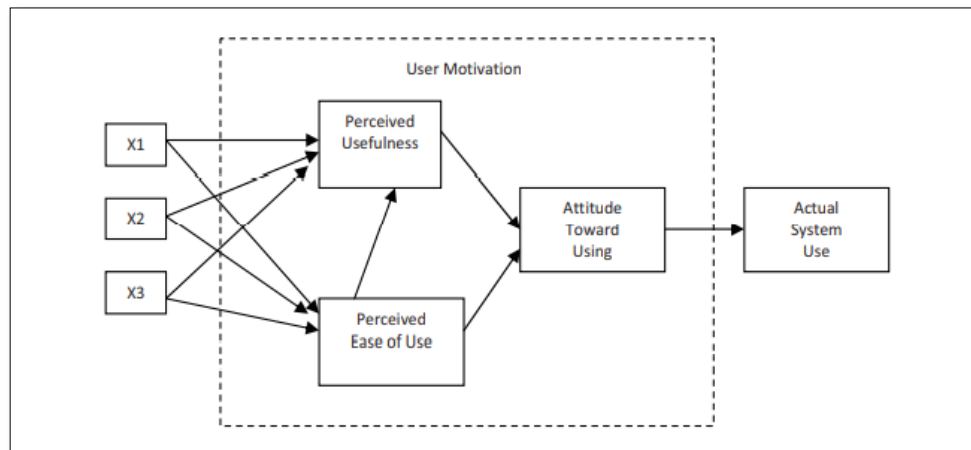 User Motivation
Perceived
Usefulness
X1
X2
X3
Attitude
Toward
Using
Actual
System
Use
Perceived
Ease of Use